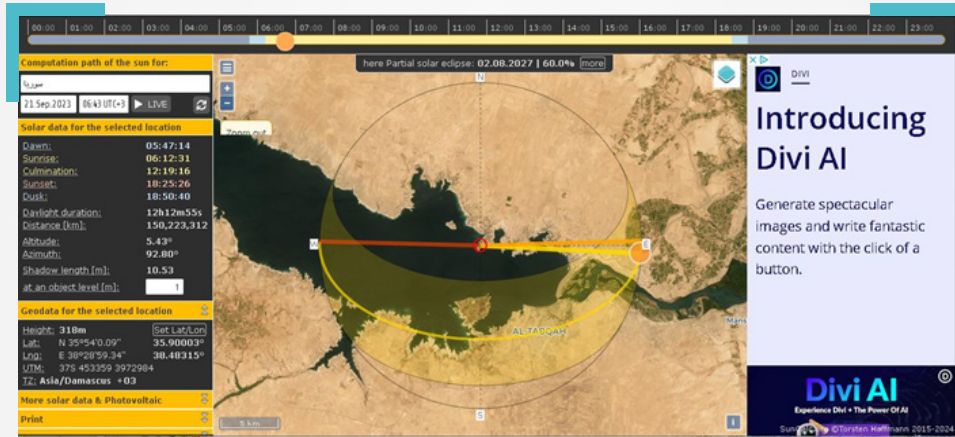 00:00 01:00 02:00 03:00 04:00 05:00 06:00 07:00 08:00 09:00 10:00 11:00 12:00 13:00 14:00 15:00 16:00 17:00 18:00 19:00 20:00 21:00 22:00 23:00
Computation path of the sun for:
سوريا
21.Sep.2023 06:43 UTC+3 LIVE
Solar data for the selected location
Dawn: 05:47:14
Sunrise: 06:12:31
Culmination: 12:19:16
Sunset: 18:25:26
Dusk: 18:50:40
Daylight duration: 12h12m55s
Distance [km]: 150,223,312
Altitude: 5.43°
Azimuth: 92.80°
Shadow length [m]: 10.53
at an object level [m]: 1
Geodata for the selected location
Height: 318m Set Lat/Lon
Lat: N 35°54'0.09" 35.90003°
Lng: E 38°28'59.34" 38.48315°
UTM: 37S 453359 3972984
TZ: Asia/Damascus +03
More solar data & Photovoltaic
Print
here Partial solar eclipse: 02.08.2027 | 60.0% more
+
−
Zoom out
N
W
E
S
AL TABQAH
Mans
5 km
i
DIVI
Introducing
Divi AI
Generate spectacular
images and write fantastic
content with the click of a
button.
Divi AI
Experience Divi + The Power Of AI
©Torsten Hoffmann 2015-2024